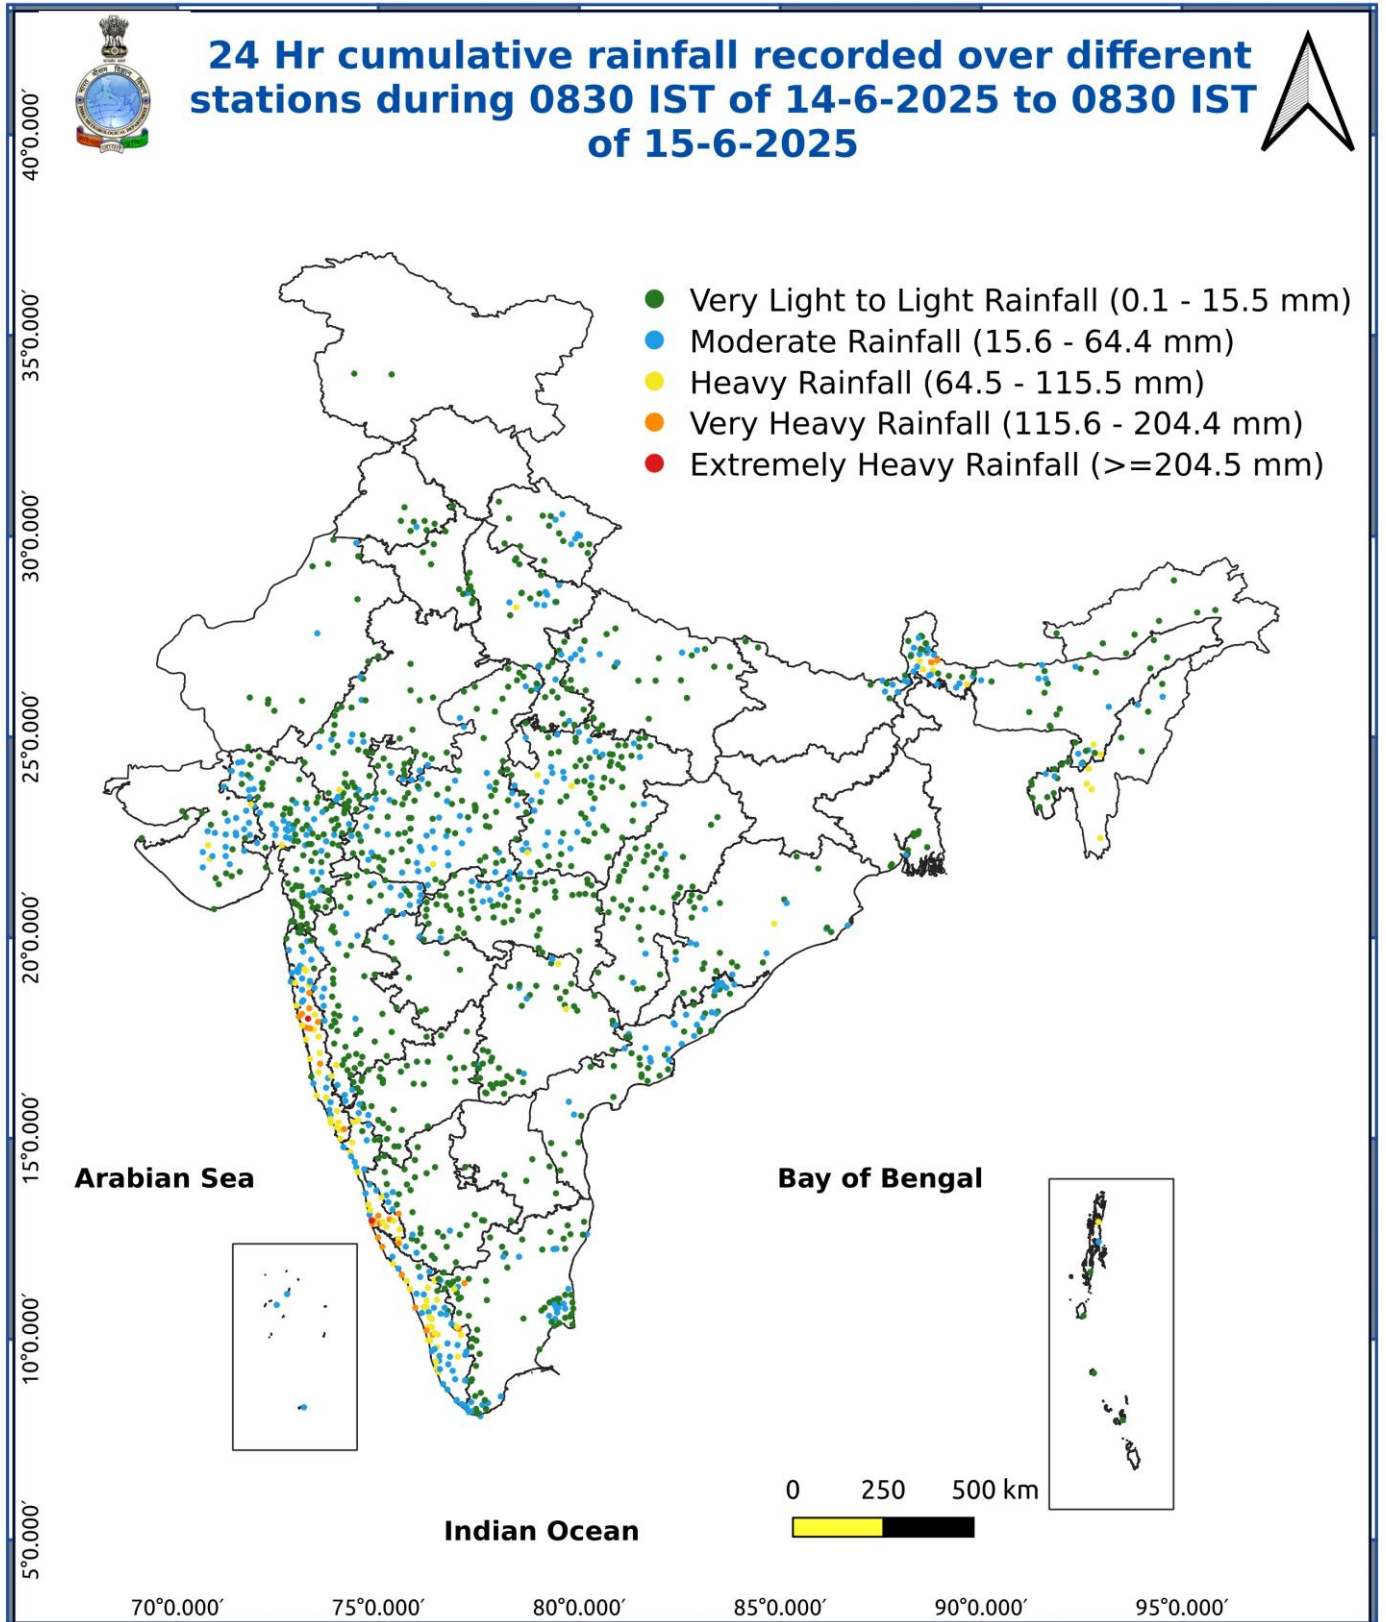 24 Hr cumulative rainfall recorded over different
stations during 0830 IST of 14-6-2025 to 0830 IST
of 15-6-2025
Very Light to Light Rainfall (0.1 - 15.5 mm)
Moderate Rainfall (15.6 - 64.4 mm)
Heavy Rainfall (64.5 - 115.5 mm)
Very Heavy Rainfall (115.6 - 204.4 mm)
Extremely Heavy Rainfall (>=204.5 mm)
40°0.000′
35°0.000′
30°0.000′
25°0.000′
20°0.000′
15°0.000′
10°0.000′
5°0.000′
Arabian Sea
Bay of Bengal
Indian Ocean
0 250 500 km
70°0.000′ 75°0.000′ 80°0.000′ 85°0.000′ 90°0.000′ 95°0.000′